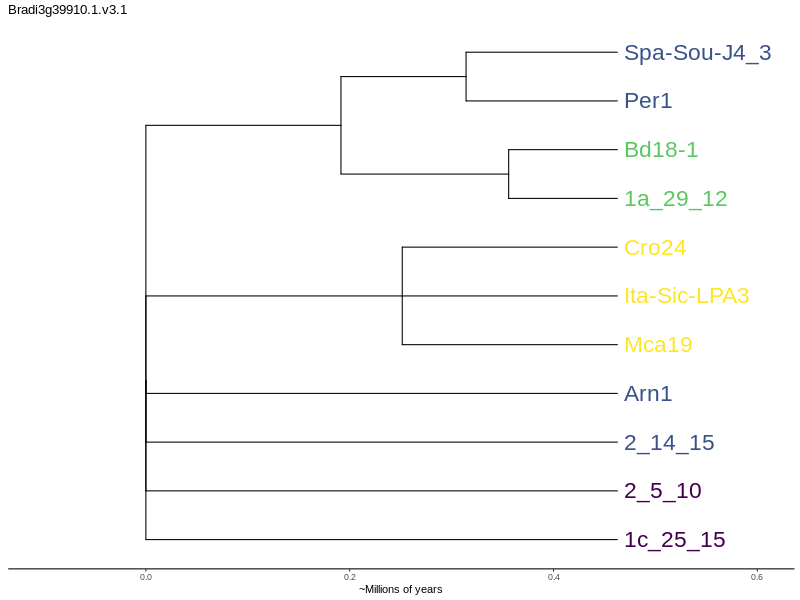 Bradi3g39910.1.v3.1
Spa-Sou-J4_3
Per1
Bd18-1
1a_29_12
Cro24
Ita-Sic-LPA3
Mca19
Arn1
2_14_15
2_5_10
1c_25_15
0.0 0.2 0.4 0.6
~Millions of years